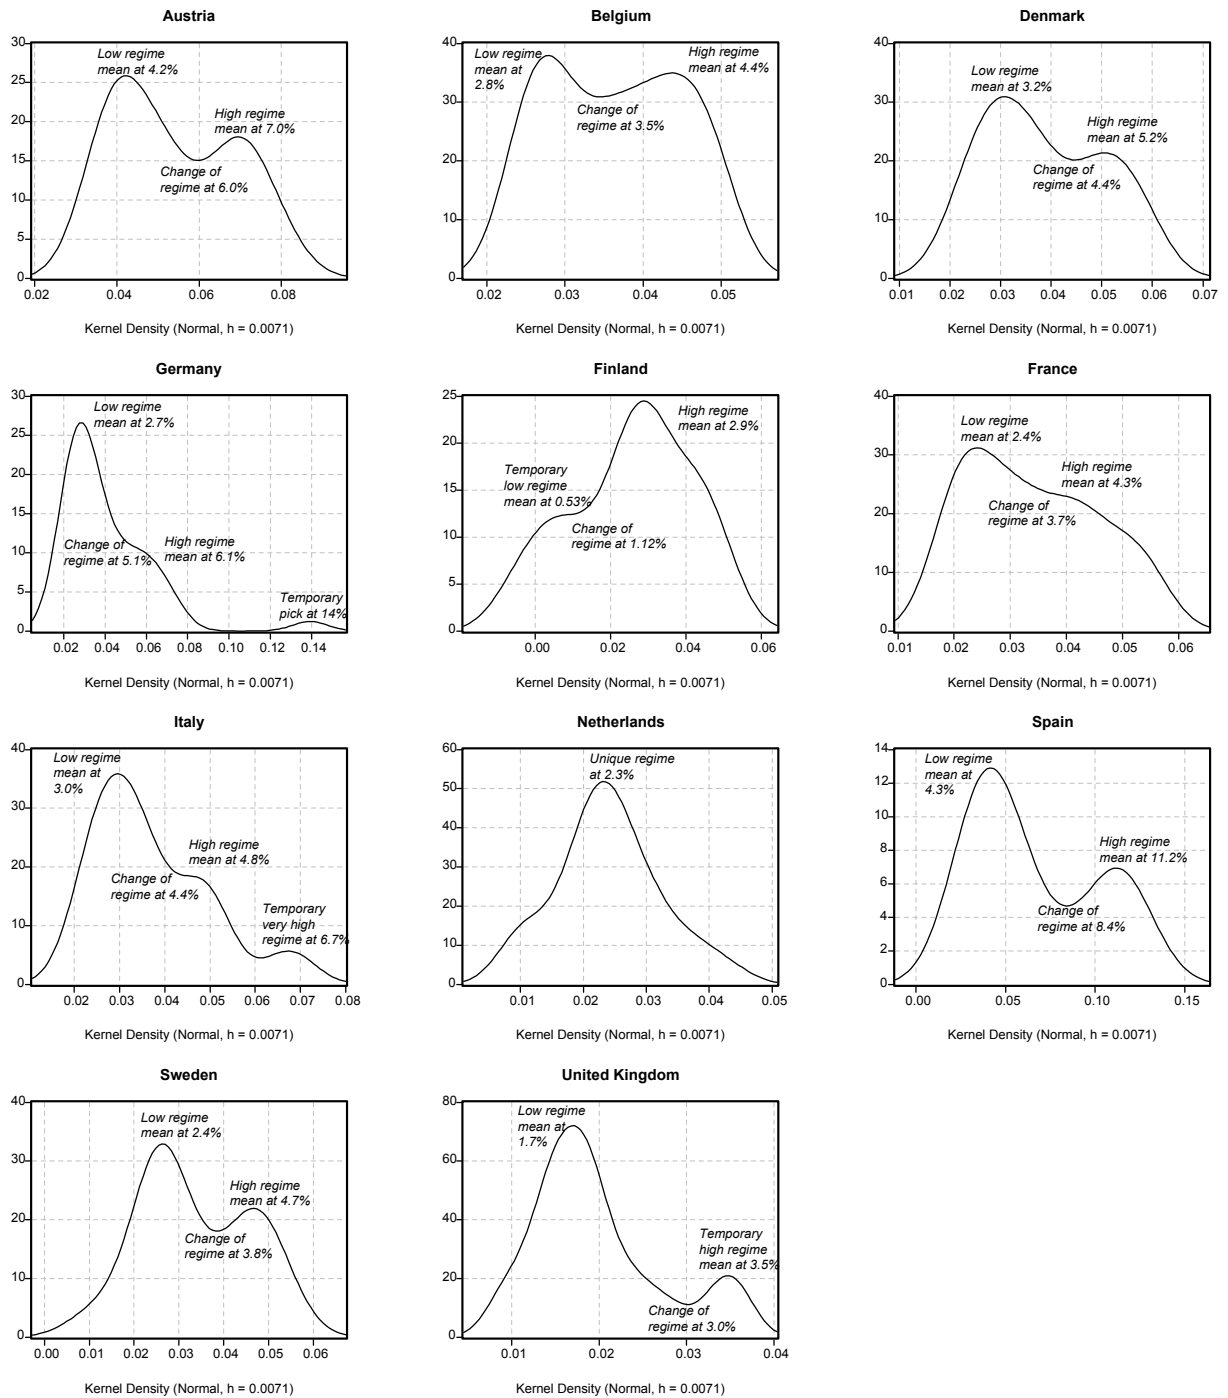 Austria
30
25
20
15
10
5
0
Low regime
mean at 4.2%
High regime
mean at 7.0%
Change of
regime at 6.0%
0.02 0.04 0.06 0.08
Kernel Density (Normal, h = 0.0071)
Belgium
40
30
20
10
0
Low regime
mean at
2.8%
High regime
mean at 4.4%
Change of
regime at 3.5%
0.02 0.03 0.04 0.05
Kernel Density (Normal, h = 0.0071)
Denmark
40
30
20
10
0
Low regime
mean at 3.2%
High regime
mean at 5.2%
Change of
regime at 4.4%
0.01 0.02 0.03 0.04 0.05 0.06 0.07
Kernel Density (Normal, h = 0.0071)
Germany
30
25
20
15
10
5
0
Low regime
mean at 2.7%
Change of
regime at 5.1%
High regime
mean at 6.1%
Temporary
pick at 14%
0.02 0.04 0.06 0.08 0.10 0.12 0.14
Kernel Density (Normal, h = 0.0071)
Finland
25
20
15
10
5
0
High regime
mean at 2.9%
Temporary
low regime
mean at 0.53%
Change of
regime at 1.12%
0.00 0.02 0.04 0.06
Kernel Density (Normal, h = 0.0071)
France
40
30
20
10
0
Low regime
mean at 2.4%
High regime
mean at 4.3%
Change of
regime at 3.7%
0.01 0.02 0.03 0.04 0.05 0.06
Kernel Density (Normal, h = 0.0071)
Italy
40
30
20
10
0
Low regime
mean at
3.0%
High regime
mean at 4.8%
Change of
regime at 4.4%
Temporary
very high
regime at 6.7%
0.02 0.03 0.04 0.05 0.06 0.07 0.08
Kernel Density (Normal, h = 0.0071)
Netherlands
60
50
40
30
20
10
0
Unique regime
at 2.3%
0.01 0.02 0.03 0.04 0.05
Kernel Density (Normal, h = 0.0071)
Spain
14
12
10
8
6
4
2
0
Low regime
mean at
4.3%
High regime
mean at 11.2%
Change of
regime at 8.4%
0.00 0.05 0.10 0.15
Kernel Density (Normal, h = 0.0071)
Sweden
40
30
20
10
0
Low regime
mean at 2.4%
High regime
mean at 4.7%
Change of
regime at 3.8%
0.00 0.01 0.02 0.03 0.04 0.05 0.06
Kernel Density (Normal, h = 0.0071)
United Kingdom
80
60
40
20
0
Low regime
mean at
1.7%
Temporary
high regime
mean at 3.5%
Change of
regime at 3.0%
0.01 0.02 0.03 0.04
Kernel Density (Normal, h = 0.0071)